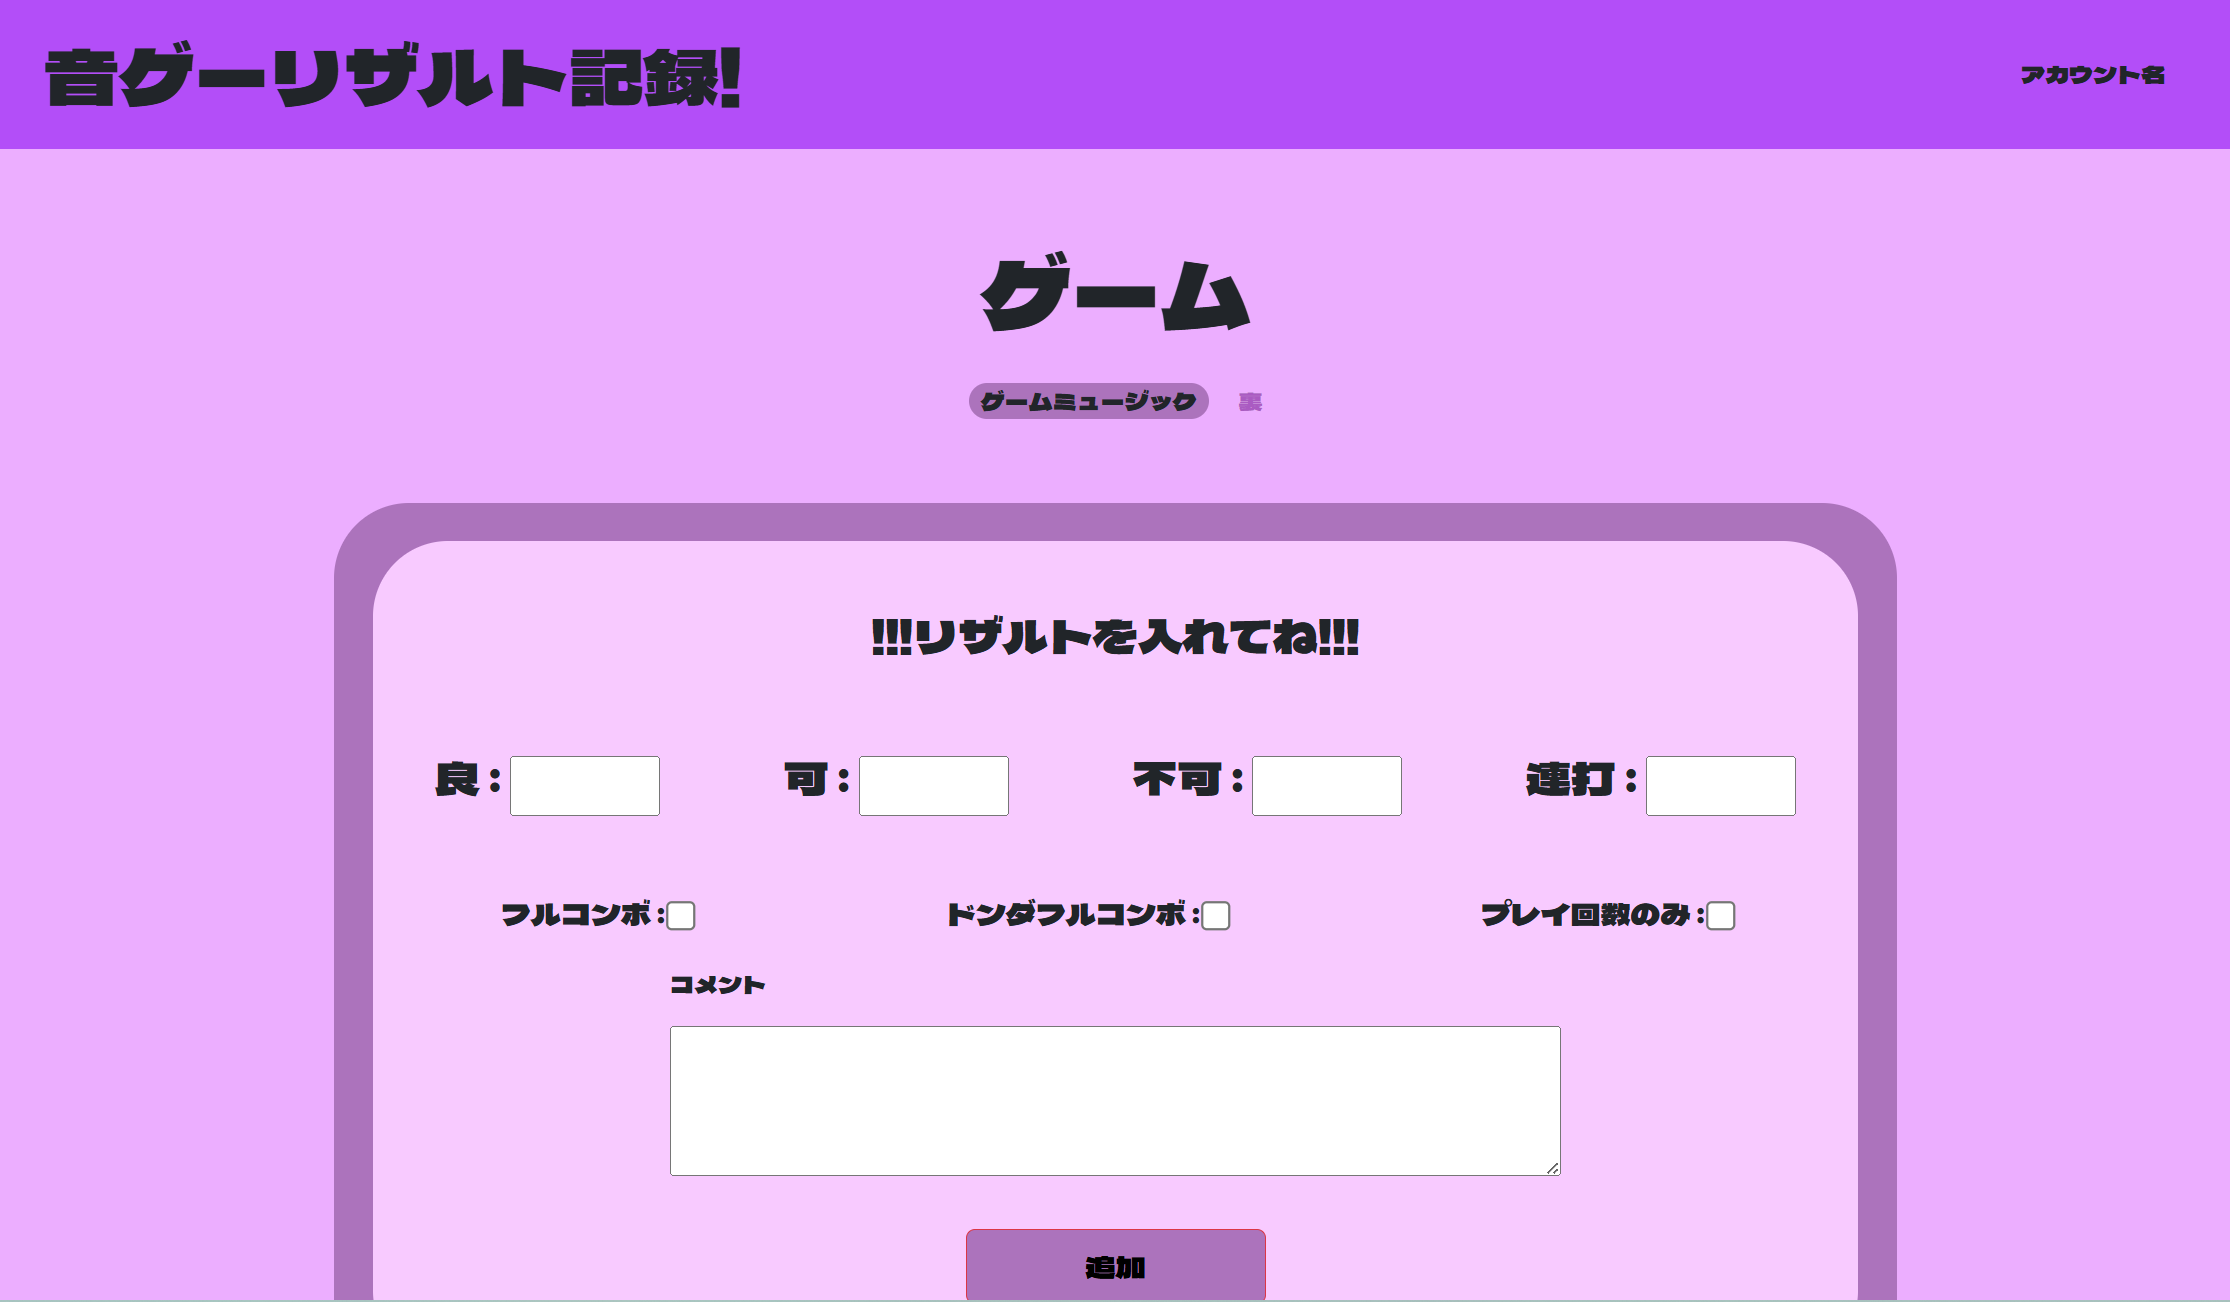 音ゲーリザルト記録!
アカウント名
ゲーム
ゲームミュージック 裏
!!!リザルトを入れてね!!!
良: 可: 不可: 連打:
フルコンボ: ドンダフルコンボ: プレイ回数のみ:
コメント
追加